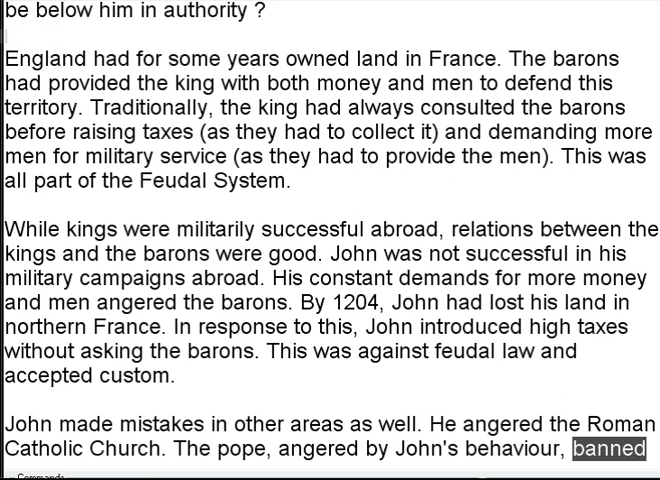 be below him in authority ?
England had for some years owned land in France. The barons
had provided the king with both money and men to defend this
territory. Traditionally, the king had always consulted the barons
before raising taxes (as they had to collect it) and demanding more
men for military service (as they had to provide the men). This was
all part of the Feudal System.
While kings were militarily successful abroad, relations between the
kings and the barons were good. John was not successful in his
military campaigns abroad. His constant demands for more money
and men angered the barons. By 1204, John had lost his land in
northern France. In response to this, John introduced high taxes
without asking the barons. This was against feudal law and
accepted custom.
John made mistakes in other areas as well. He angered the Roman
Catholic Church. The pope, angered by John's behaviour, banned
Commands